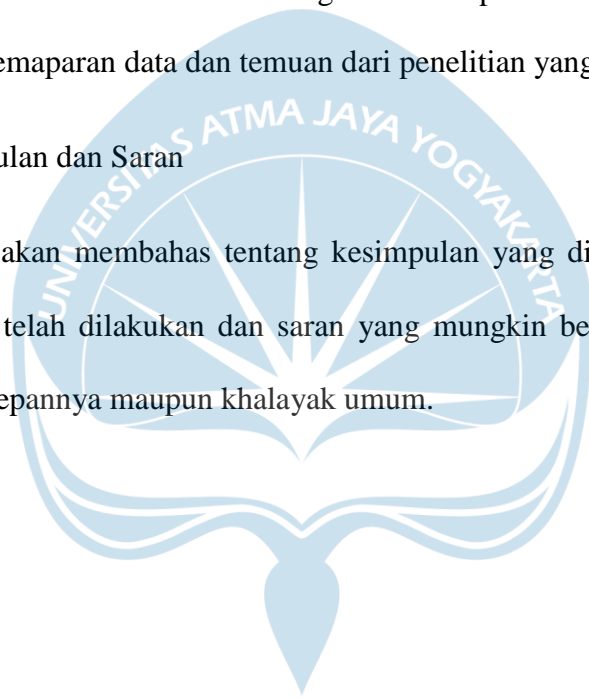 emaparan data dan temuan dari penelitian yang
ulan dan Saran
akan membahas tentang kesimpulan yang di
telah dilakukan dan saran yang mungkin be
epannya maupun khalayak umum.
UNIVERSITAS ATMA JAYA YOGYAKARTA